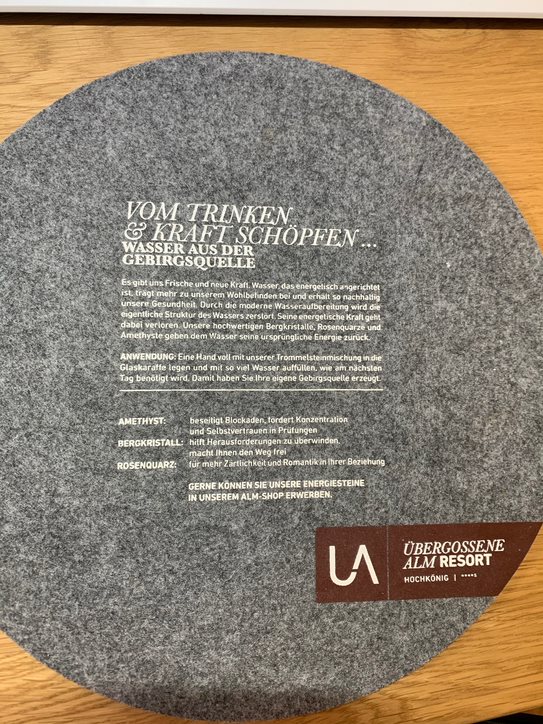 VOM TRINKEN
& KRAFT SCHÖPFEN ...
WASSER AUS DER
GEBIRGSQUELLE
Es gibt uns Frische und neue Kraft. Wasser, das energetisch angerichtet
ist, trägt mehr zu unserem Wohlbefinden bei und erhält so nachhaltig
unsere Gesundheit. Durch die moderne Wasseraufbereitung wird die
eigentliche Struktur des Wassers zerstört. Seine energetische Kraft geht
dabei verloren. Unsere hochwertigen Bergkristalle, Rosenquarze und
Amethyste geben dem Wasser seine ursprüngliche Energie zurück.
ANWENDUNG: Eine Hand voll mit unserer Trommelsteinmischung in die
Glaskaraffe legen und mit so viel Wasser auffüllen, wie am nächsten
Tag benötigt wird. Damit haben Sie Ihre eigene Gebirgsquelle erzeugt.
AMETHYST: beseitigt Blockaden, fördert Konzentration
und Selbstvertrauen in Prüfungen
BERGKRISTALL: hilft Herausforderungen zu überwinden,
macht Ihnen den Weg frei
ROSENQUARZ: für mehr Zärtlichkeit und Romantik in Ihrer Beziehung
GERNE KÖNNEN SIE UNSERE ENERGIESTEINE
IN UNSEREM ALM-SHOP ERWERBEN.
UA
ÜBERGOSSENE
ALM RESORT
HOCHKÖNIG | ****S